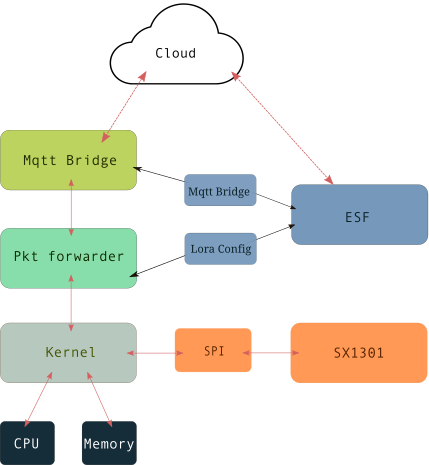 Cloud
Mqtt Bridge
Mqtt Bridge
ESF
Pkt forwarder
Lora Config
Kernel
SPI
SX1301
CPU
Memory